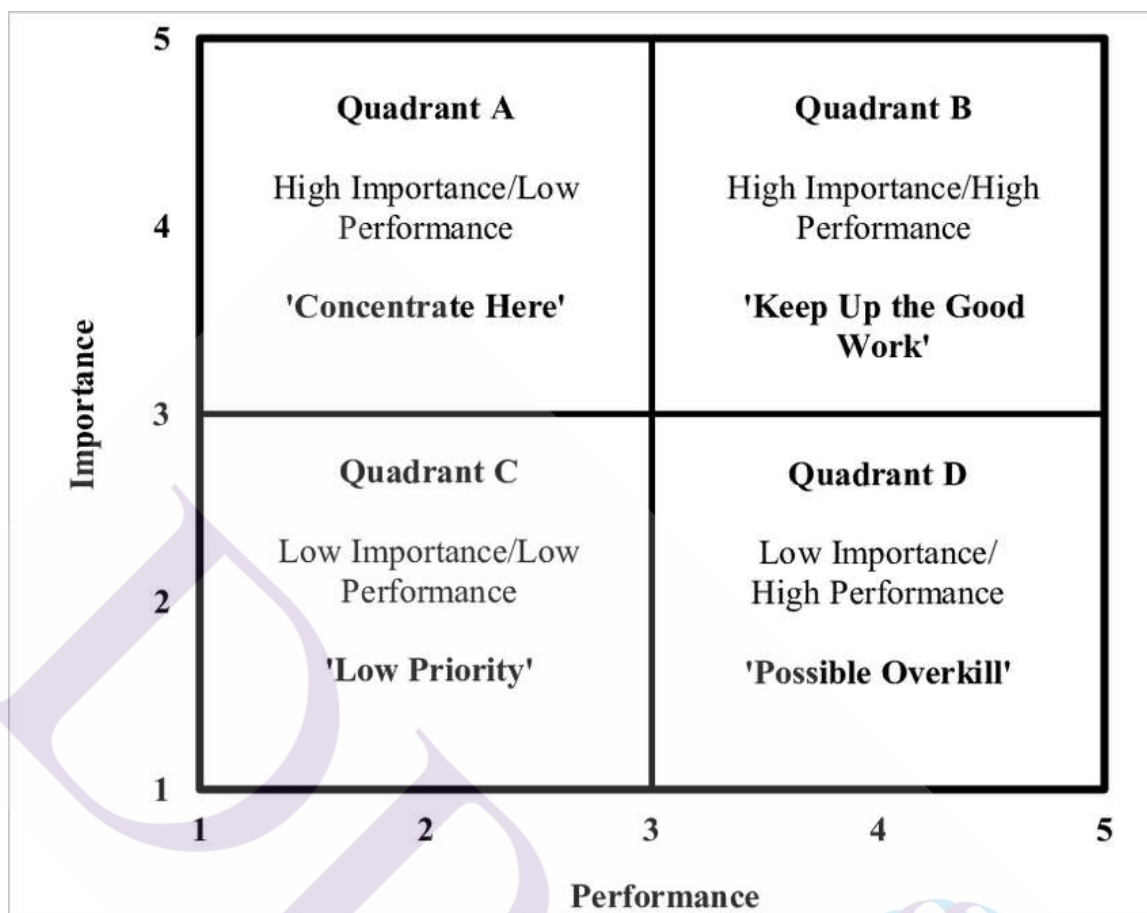 5
Quadrant A
High Importance/Low
Performance
'Concentrate Here'
Quadrant B
High Importance/High
Performance
'Keep Up the Good
Work'
4
Importance
3
Quadrant C
Low Importance/Low
Performance
'Low Priority'
Quadrant D
Low Importance/
High Performance
'Possible Overkill'
2
1
1 2 3 4 5
Performance